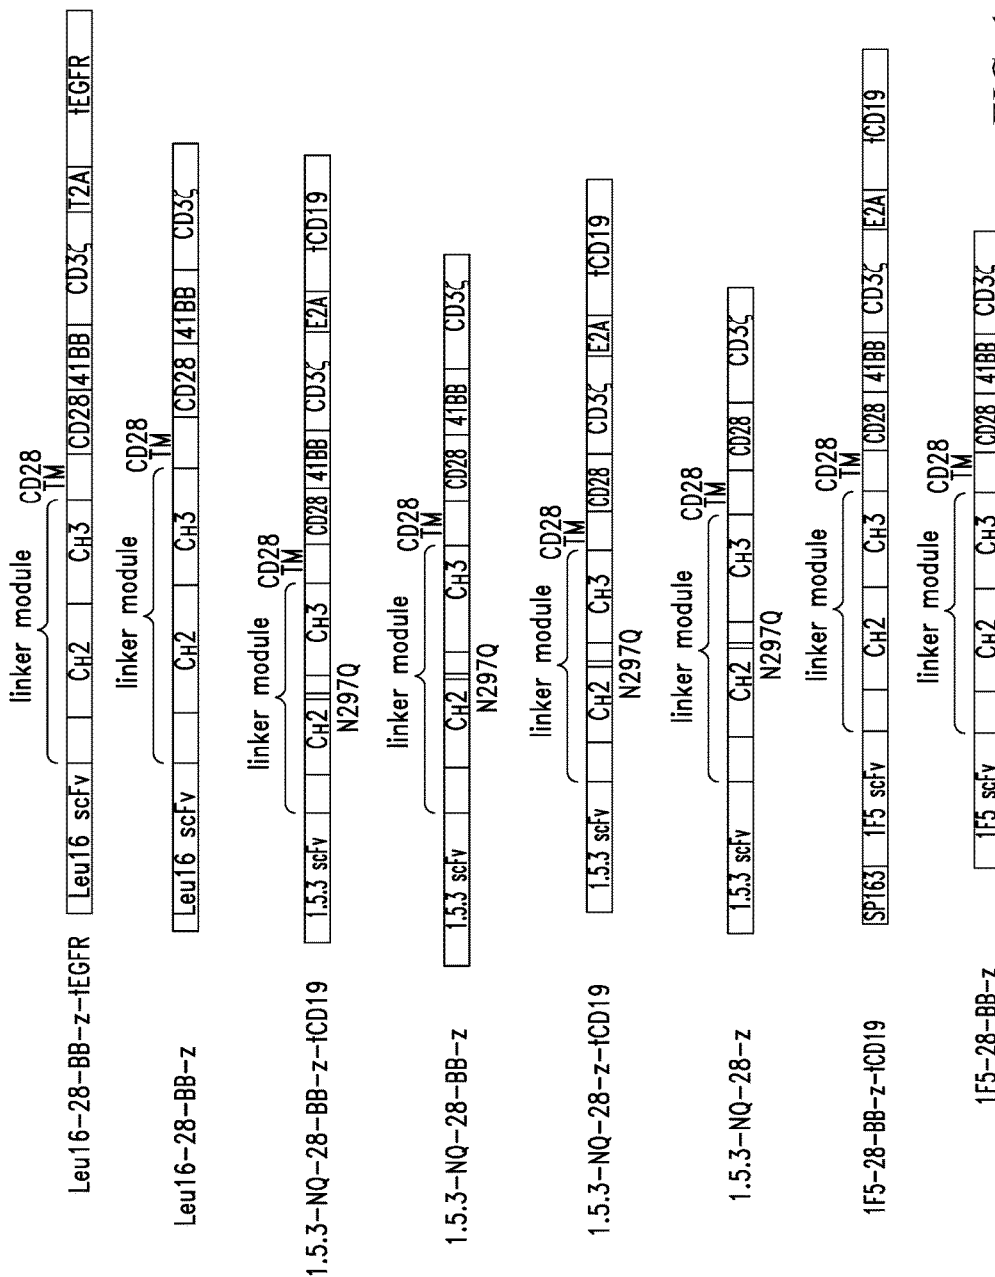 linker module
CD28
TM
Leu16-28-BB-z-tEGFR
Leu16 scFv CH2 CH3 CD28 41BB CD3ζ T2A tEGFR
linker module
CD28
TM
Leu16-28-BB-z
Leu16 scFv CH2 CH3 CD28 41BB CD3ζ
linker module
CD28
TM
1.5.3-NQ-28-BB-z-tCD19
1.5.3 scFv CH2 CH3 CD28 41BB CD3ζ E2A tCD19
N297Q
linker module
CD28
TM
1.5.3-NQ-28-BB-z
1.5.3 scFv CH2 CH3 CD28 41BB CD3ζ
N297Q
linker module
CD28
TM
1.5.3-NQ-28-z-tCD19
1.5.3 scFv CH2 CH3 CD28 CD3ζ E2A tCD19
N297Q
linker module
CD28
TM
1.5.3-NQ-28-z
1.5.3 scFv CH2 CH3 CD28 CD3ζ
N297Q
linker module
CD28
TM
1F5-28-BB-z-tCD19
SP163 1F5 scFv CH2 CH3 CD28 41BB CD3ζ E2A tCD19
linker module
CD28
TM
1F5-28-BB-z
1F5 scFv CH2 CH3 CD28 41BB CD3ζ